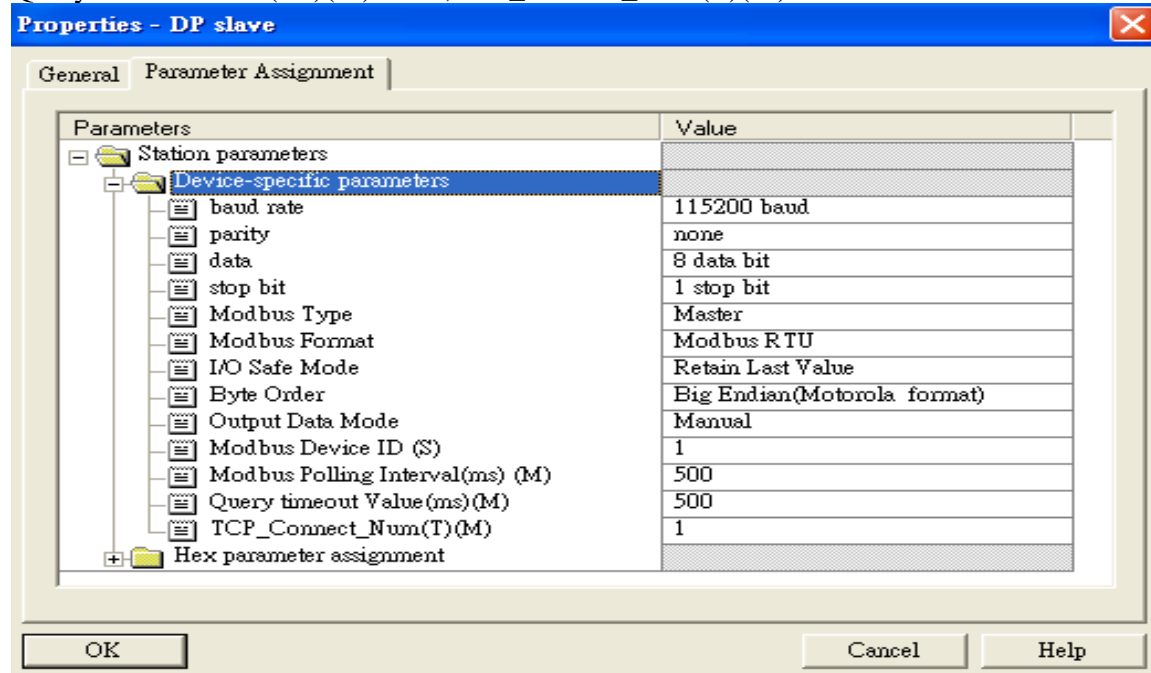 Properties - DP slave
General Parameter Assignment
Parameters Value
Station parameters
Device-specific parameters
baud rate 115200 baud
parity none
data 8 data bit
stop bit 1 stop bit
Modbus Type Master
Modbus Format Modbus RTU
I/O Safe Mode Retain Last Value
Byte Order Big Endian(Motorola format)
Output Data Mode Manual
Modbus Device ID (S) 1
Modbus Polling Interval(ms) (M) 500
Query timeout Value(ms)(M) 500
TCP_Connect_Num(T)(M) 1
Hex parameter assignment
OK Cancel Help